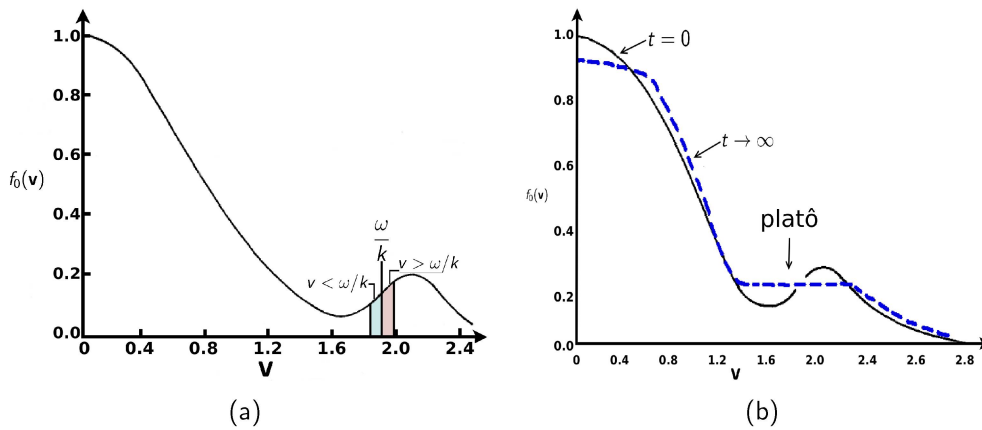 1.0
0.8
0.6
f₀(v)
0.4
0.2
0.0
ω/k
v < ω/k
v > ω/k
0 0.4 0.8 1.2 1.6 2.0 2.4
v
(a)
1.0
0.8
0.6
f₀(v)
0.4
0.2
0.0
t = 0
t → ∞
platô
0.0 0.4 0.8 1.2 1.6 2.0 2.4 2.8
v
(b)